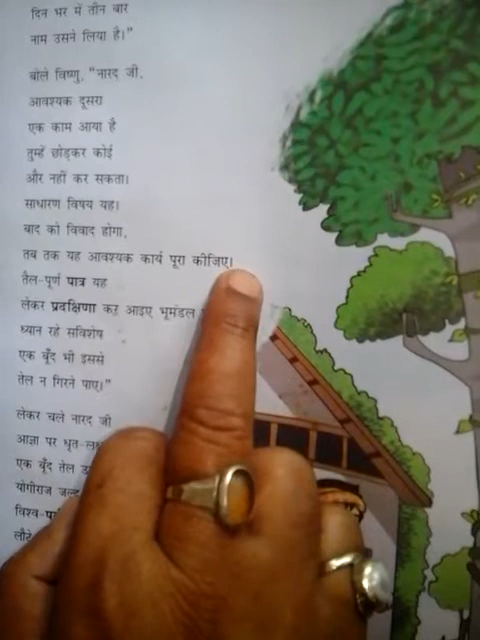 दिन भर में तीन बार
नाम उसने लिया है।"
बोले विष्णु, "नारद जी,
आवश्यक दूसरा
एक काम आया है
तुम्हें छोड़कर कोई
और नहीं कर सकता।
साधारण विषय यह।
बाद को विवाद होगा,
तब तक यह आवश्यक कार्य पूरा कीजिए।
तैल-पूर्ण पात्र यह
लेकर प्रदक्षिणा कर आइए भूमंडल
ध्यान रहे सविशेष
एक बूँद भी इससे
तेल न गिरने पाए।"
लेकर चले नारद जी
आज्ञा पर धृत-लक्ष
एक बूँद तेल
योगीराज जल्द
विश्व-
लौटे